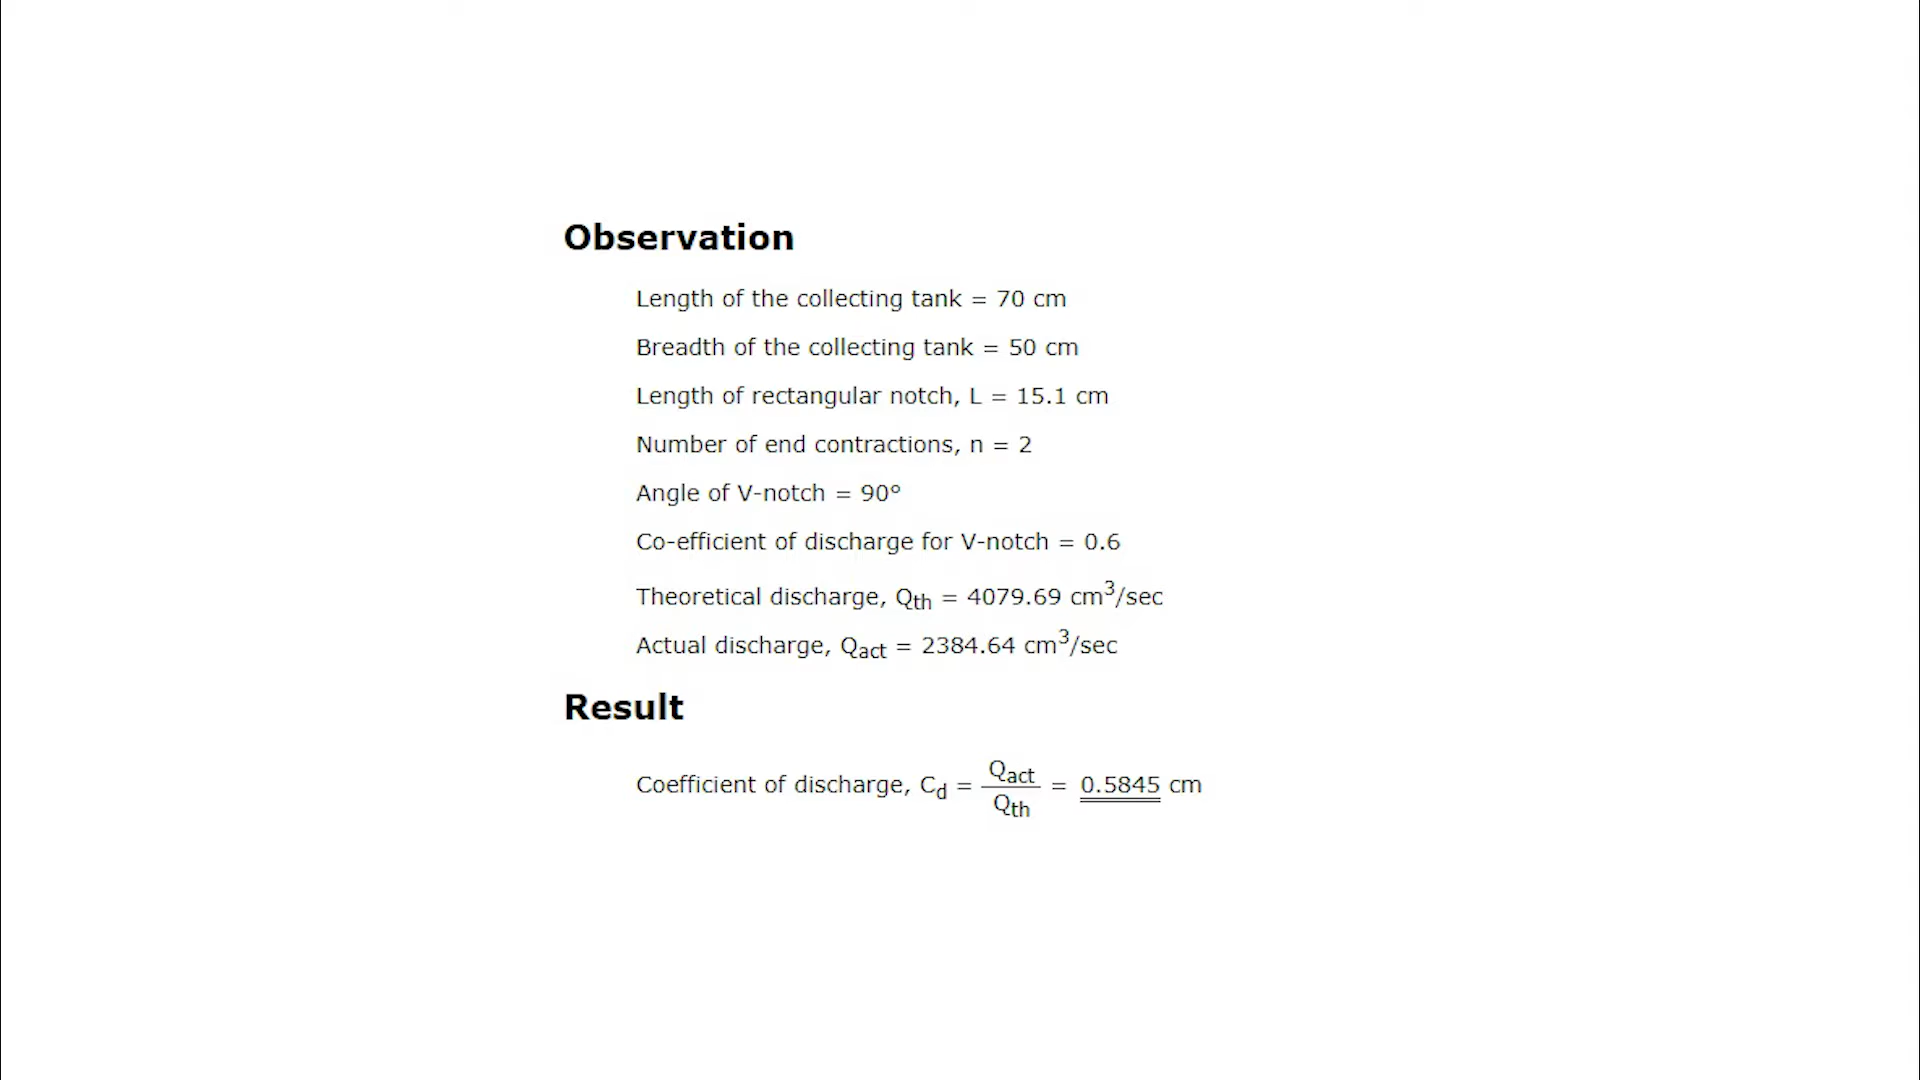 Observation
Length of the collecting tank = 70 cm
Breadth of the collecting tank = 50 cm
Length of rectangular notch, L = 15.1 cm
Number of end contractions, n = 2
Angle of V-notch = 90°
Co-efficient of discharge for V-notch = 0.6
Theoretical discharge, Qth = 4079.69 cm³/sec
Actual discharge, Qact = 2384.64 cm³/sec
Result
Coefficient of discharge, Cd = Qact / Qth = 0.5845 cm